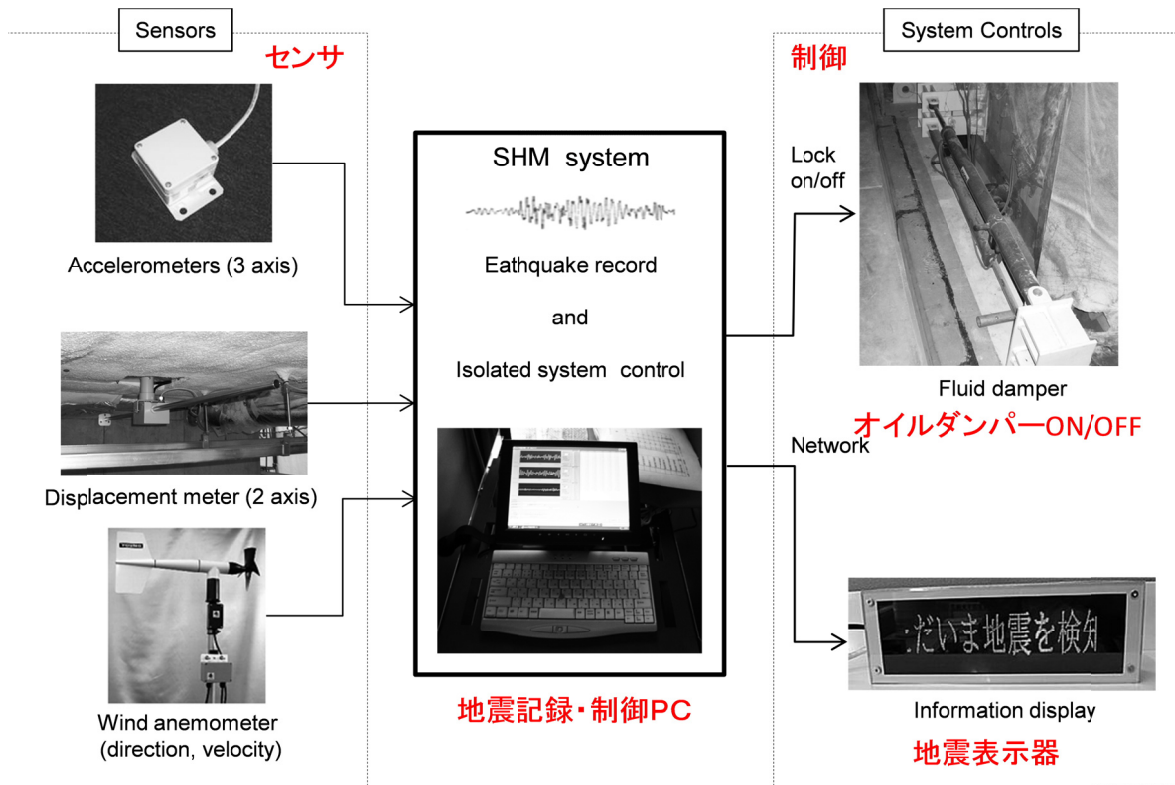 Sensors
センサ
Accelerometers (3 axis)
Displacement meter (2 axis)
Wind anemometer
(direction, velocity)
SHM system
Eathquake record
and
Isolated system control
地震記録・制御PC
System Controls
制御
Lock
on/off
Fluid damper
オイルダンパーON/OFF
Network
だいま地震を検知
Information display
地震表示器